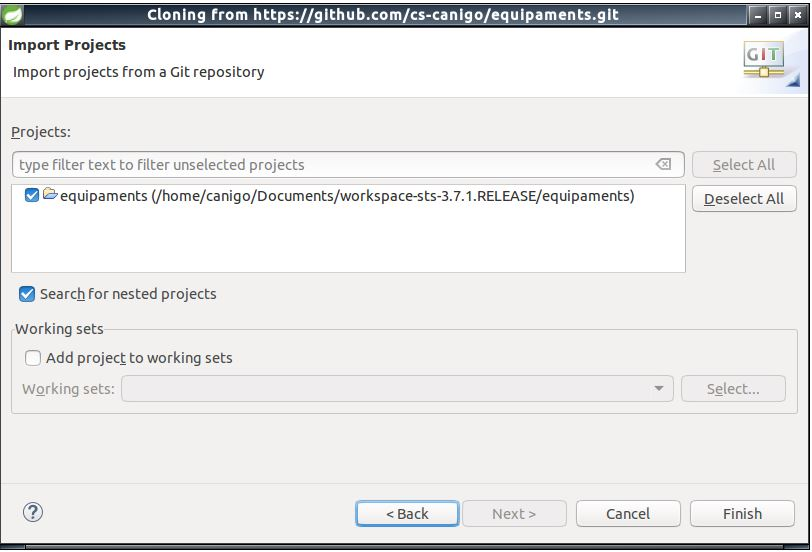 Cloning from https://github.com/cs-canigo/equipaments.git
Import Projects
Import projects from a Git repository
GIT
Projects:
type filter text to filter unselected projects
Select All
equipaments (/home/canigo/Documents/workspace-sts-3.7.1.RELEASE/equipaments)
Deselect All
Search for nested projects
Working sets
Add project to working sets
Working sets:
Select...
?
< Back
Next >
Cancel
Finish